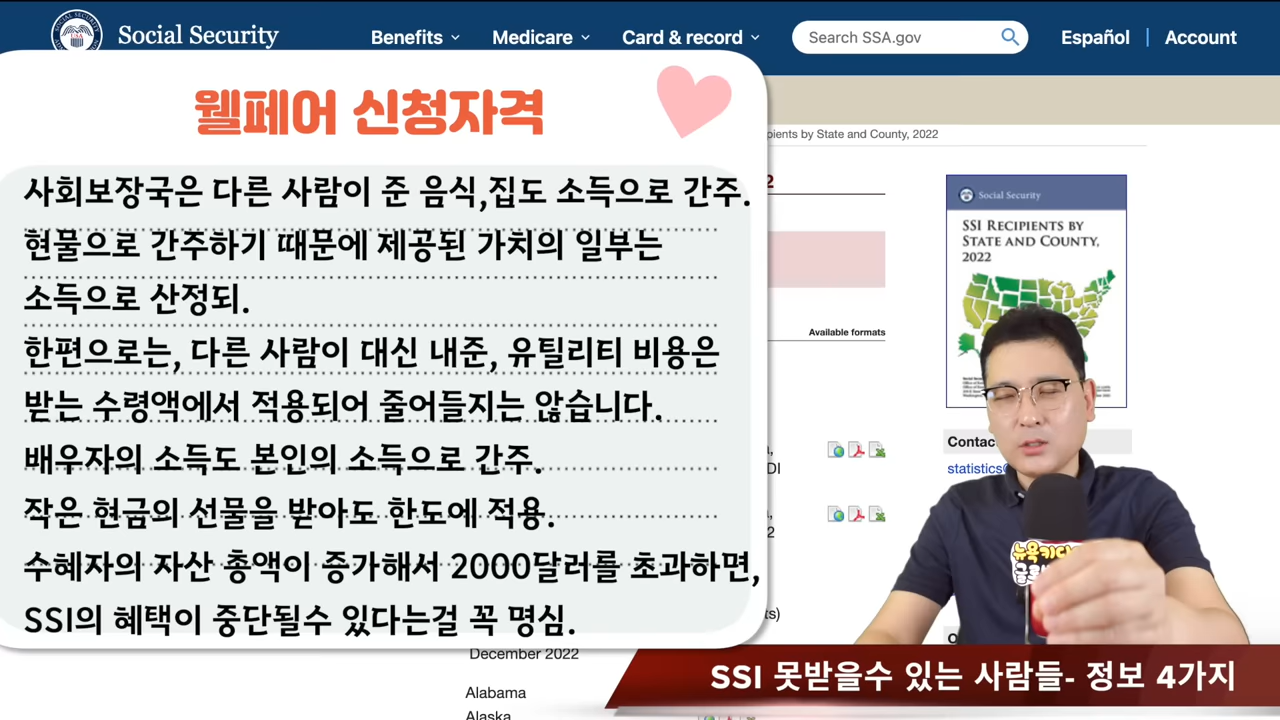 Social Security
Benefits
Medicare
Card & record
Search SSA.gov
Español
Account
웰페어 신청자격
사회보장국은 다른 사람이 준 음식,집도 소득으로 간주.
현물으로 간주하기 때문에 제공된 가치의 일부는
소득으로 산정되.
한편으로는, 다른 사람이 대신 내준, 유틸리티 비용은
받는 수령액에서 적용되어 줄어들지는 않습니다.
배우자의 소득도 본인의 소득으로 간주.
작은 현금의 선물을 받아도 한도에 적용.
수혜자의 자산 총액이 증가해서 2000달러를 초과하면,
SSI의 혜택이 중단될수 있다는걸 꼭 명심.
pients by State and County, 2022
2
Social Security
SSI RECIPIENTS BY
STATE AND COUNTY,
2022
Available formats
Contac
statistics@
DI
2
ts)
December 2022
Alabama
Alaska
뉴욕키다
SSI 못받을수 있는 사람들- 정보 4가지